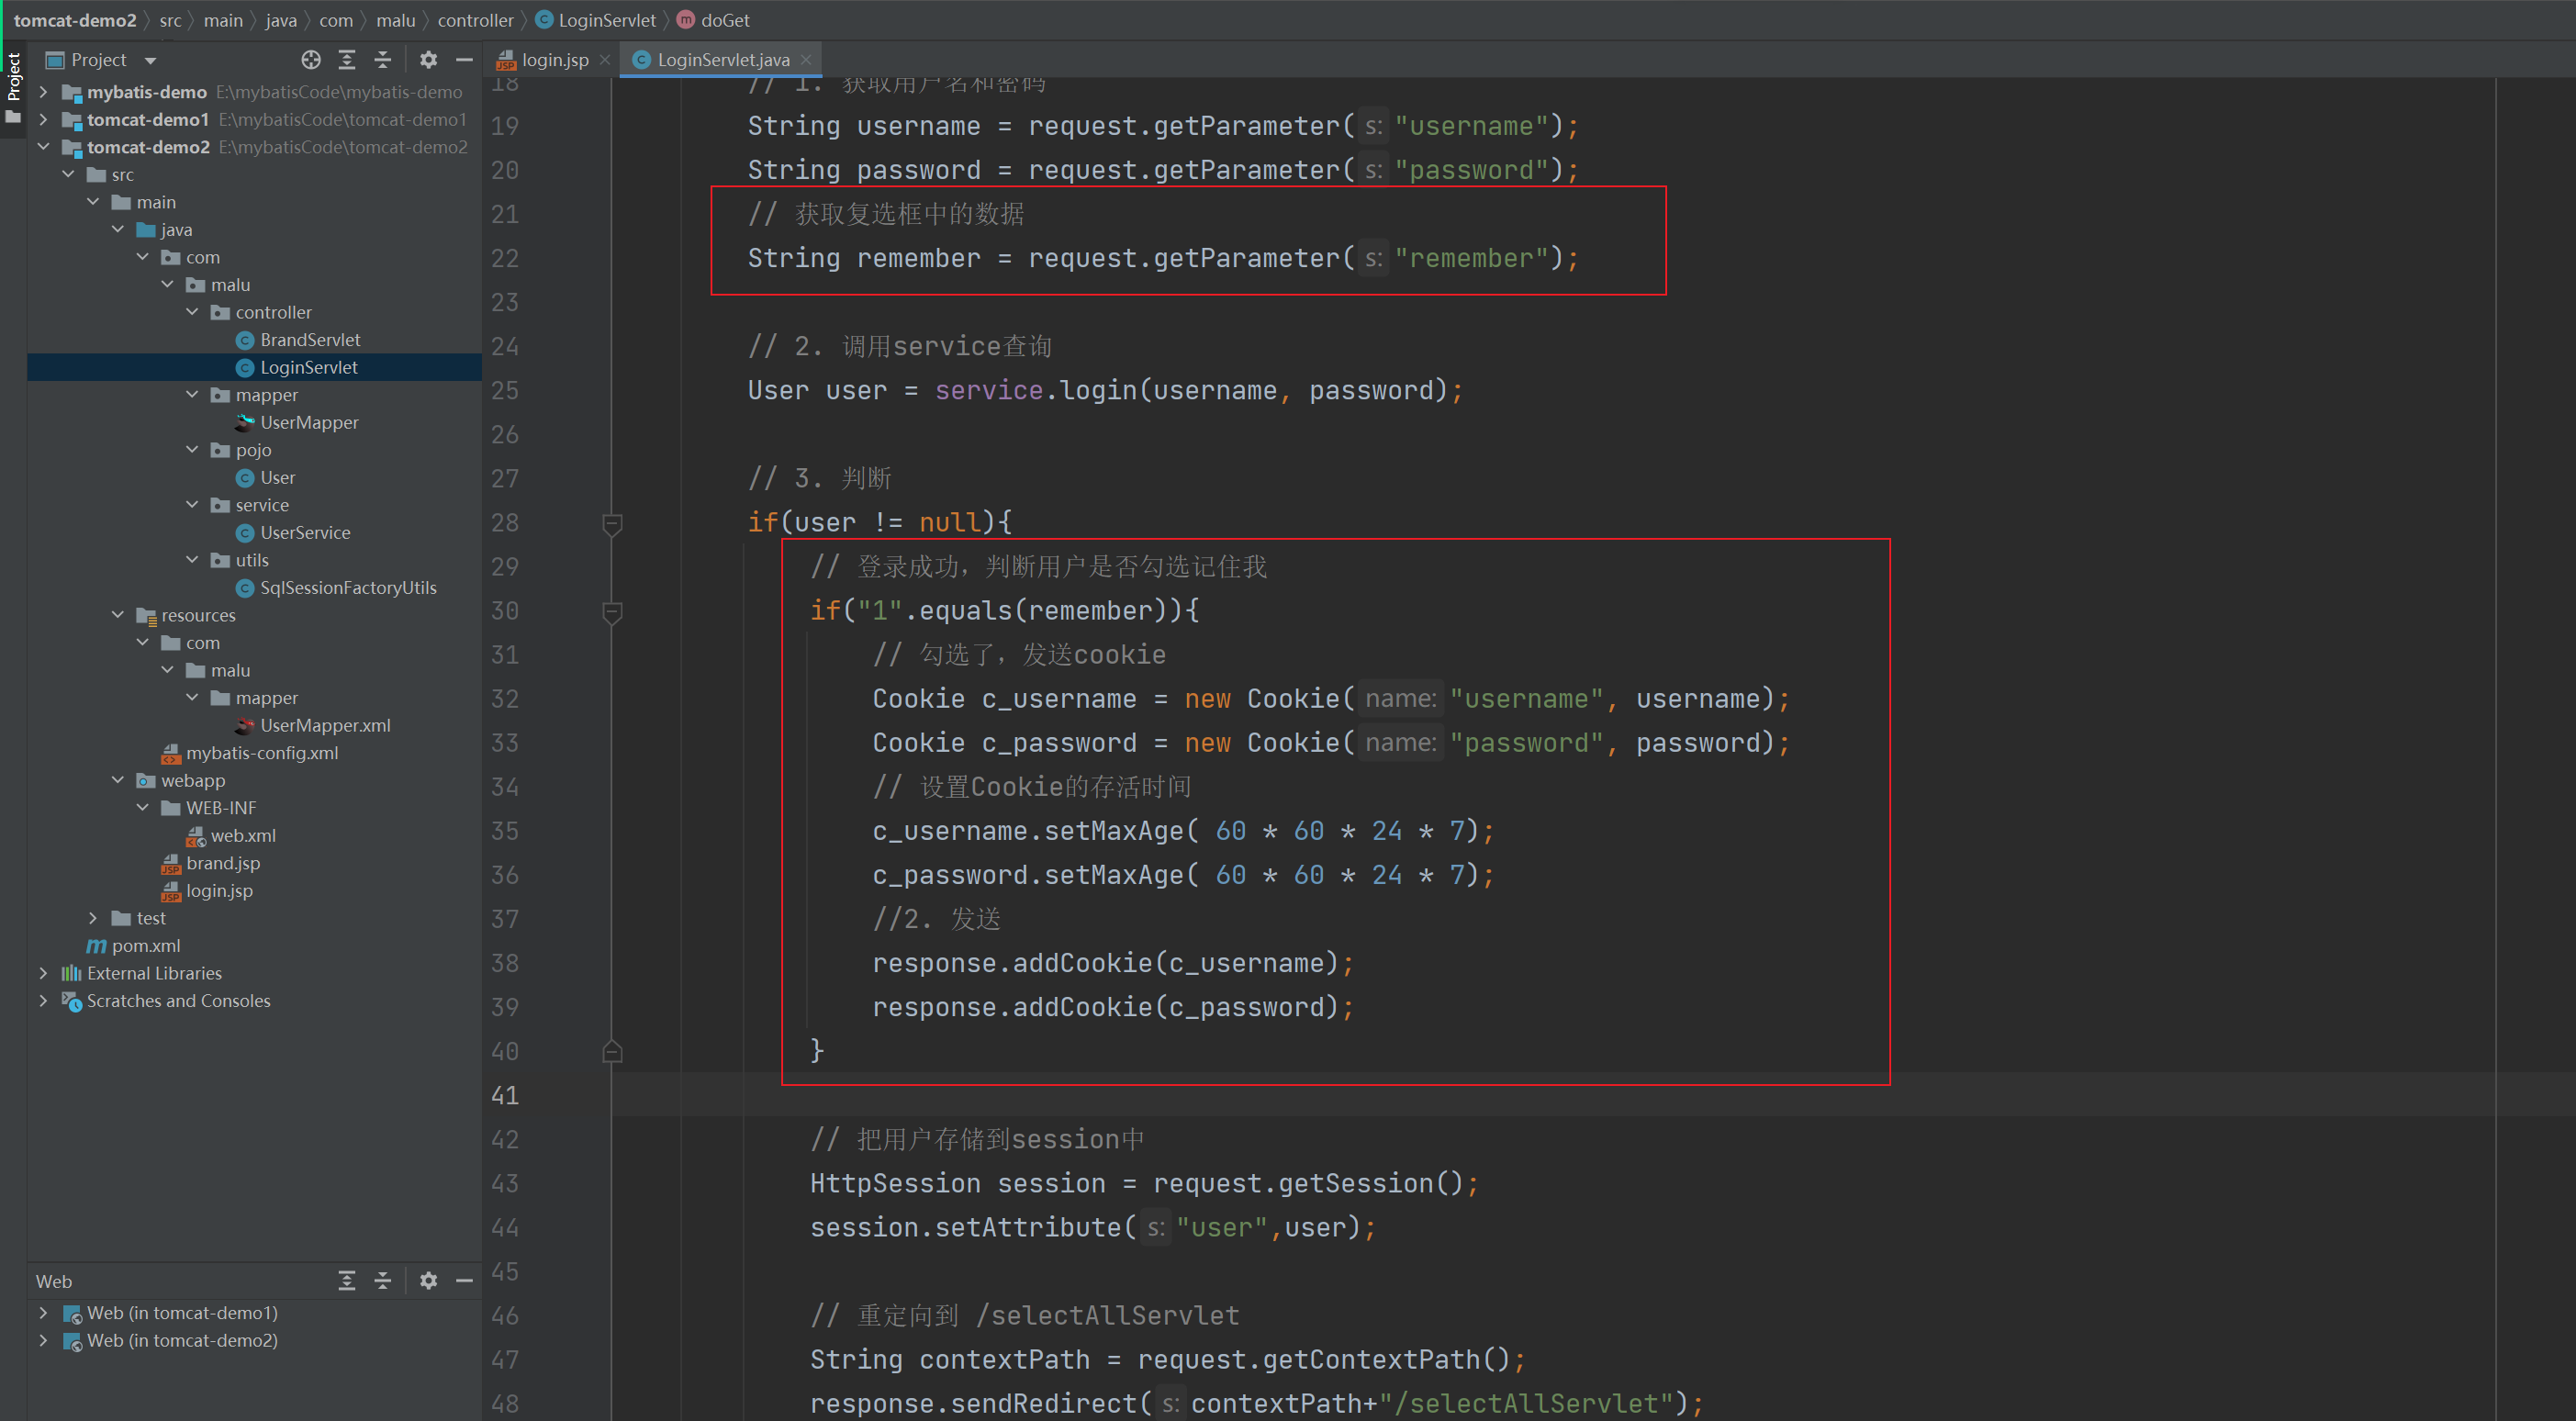 tomcat-demo2 src main java com malu controller LoginServlet doGet
Project
Project
mybatis-demo E:\mybatisCode\mybatis-demo
tomcat-demo1 E:\mybatisCode\tomcat-demo1
tomcat-demo2 E:\mybatisCode\tomcat-demo2
src
main
java
com
malu
controller
BrandServlet
LoginServlet
mapper
UserMapper
pojo
User
service
UserService
utils
SqlSessionFactoryUtils
resources
com
malu
mapper
UserMapper.xml
mybatis-config.xml
webapp
WEB-INF
web.xml
brand.jsp
login.jsp
test
pom.xml
External Libraries
Scratches and Consoles
Web
Web (in tomcat-demo1)
Web (in tomcat-demo2)
login.jsp LoginServlet.java
18 // 1. 获取用户名和密码
19 String username = request.getParameter( s: "username");
20 String password = request.getParameter( s: "password");
21 // 获取复选框中的数据
22 String remember = request.getParameter( s: "remember");
23
24 // 2. 调用service查询
25 User user = service.login(username, password);
26
27 // 3. 判断
28 if(user != null){
29 // 登录成功，判断用户是否勾选记住我
30 if("1".equals(remember)){
31 // 勾选了，发送cookie
32 Cookie c_username = new Cookie( name: "username", username);
33 Cookie c_password = new Cookie( name: "password", password);
34 // 设置Cookie的存活时间
35 c_username.setMaxAge( 60 * 60 * 24 * 7);
36 c_password.setMaxAge( 60 * 60 * 24 * 7);
37 //2. 发送
38 response.addCookie(c_username);
39 response.addCookie(c_password);
40 }
41
42 // 把用户存储到session中
43 HttpSession session = request.getSession();
44 session.setAttribute( s: "user",user);
45
46 // 重定向到 /selectAllServlet
47 String contextPath = request.getContextPath();
48 response.sendRedirect( s: contextPath+"/selectAllServlet");